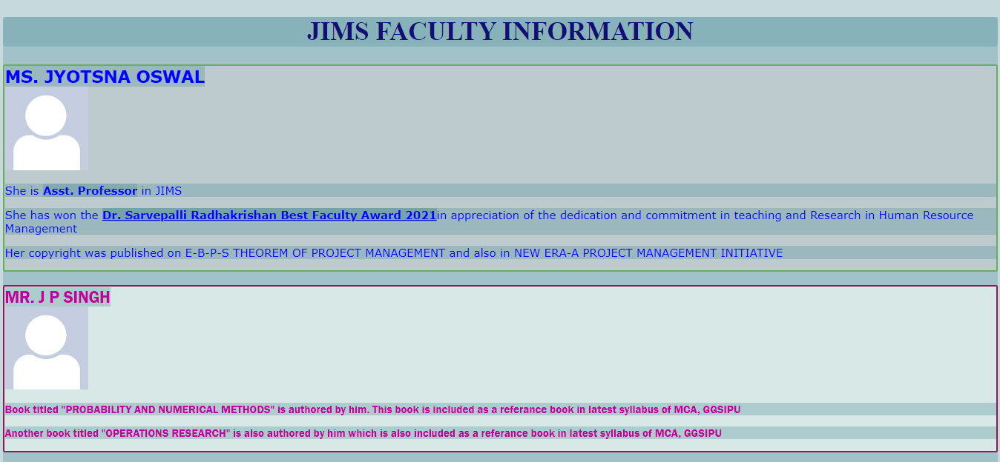 JIMS FACULTY INFORMATION
MS. JYOTSNA OSWAL
She is Asst. Professor in JIMS
She has won the Dr. Sarvepalli Radhakrishan Best Faculty Award 2021in appreciation of the dedication and commitment in teaching and Research in Human Resource
Management
Her copyright was published on E-B-P-S THEOREM OF PROJECT MANAGEMENT and also in NEW ERA-A PROJECT MANAGEMENT INITIATIVE
MR. J P SINGH
Book titled "PROBABILITY AND NUMERICAL METHODS" is authored by him. This book is included as a referance book in latest syllabus of MCA, GGSIPU
Another book titled "OPERATIONS RESEARCH" is also authored by him which is also included as a referance book in latest syllabus of MCA, GGSIPU